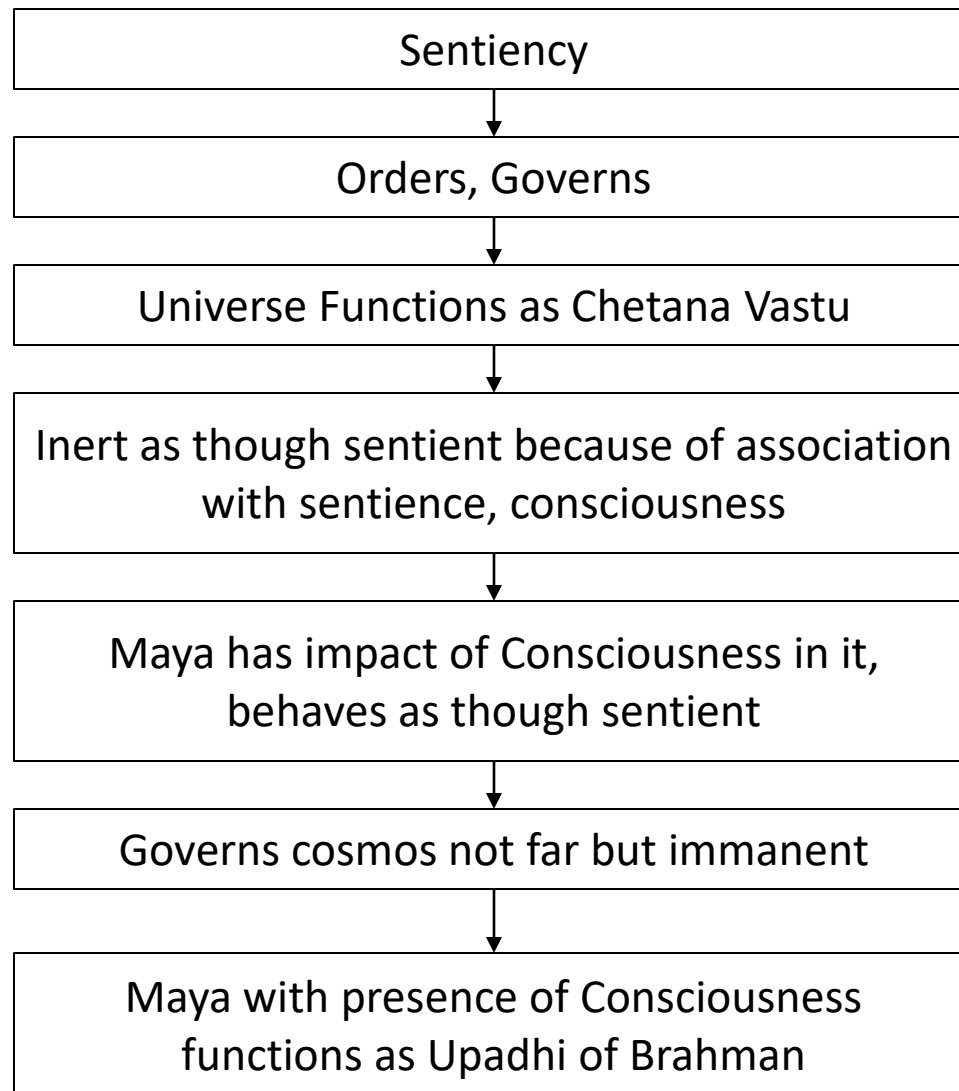 Sentiency
Orders, Governs
Universe Functions as Chetana Vastu
Inert as though sentient because of association
with sentience, consciousness
Maya has impact of Consciousness in it,
behaves as though sentient
Governs cosmos not far but immanent
Maya with presence of Consciousness
functions as Upadhi of Brahman